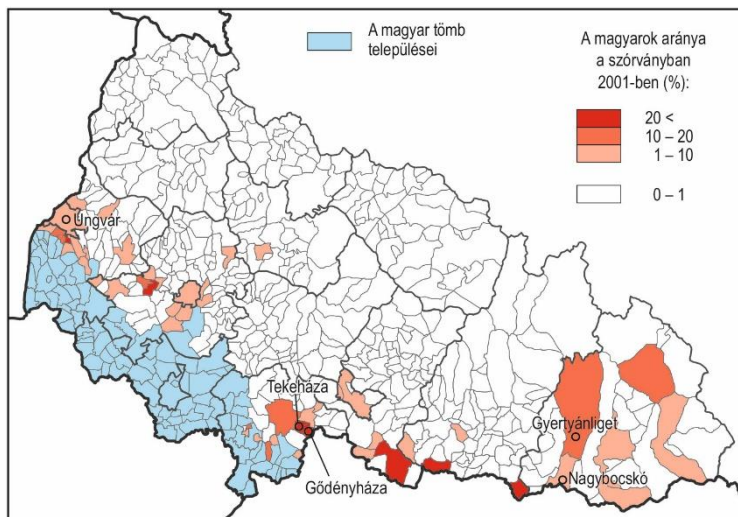 A magyar tömb
települései
A magyarok aránya
a szórványban
2001-ben (%):
20 <
10 – 20
1 – 10
0 – 1
Ungvár
Tekeháza
Gődényháza
Gyertyánliget
Nagybocskó